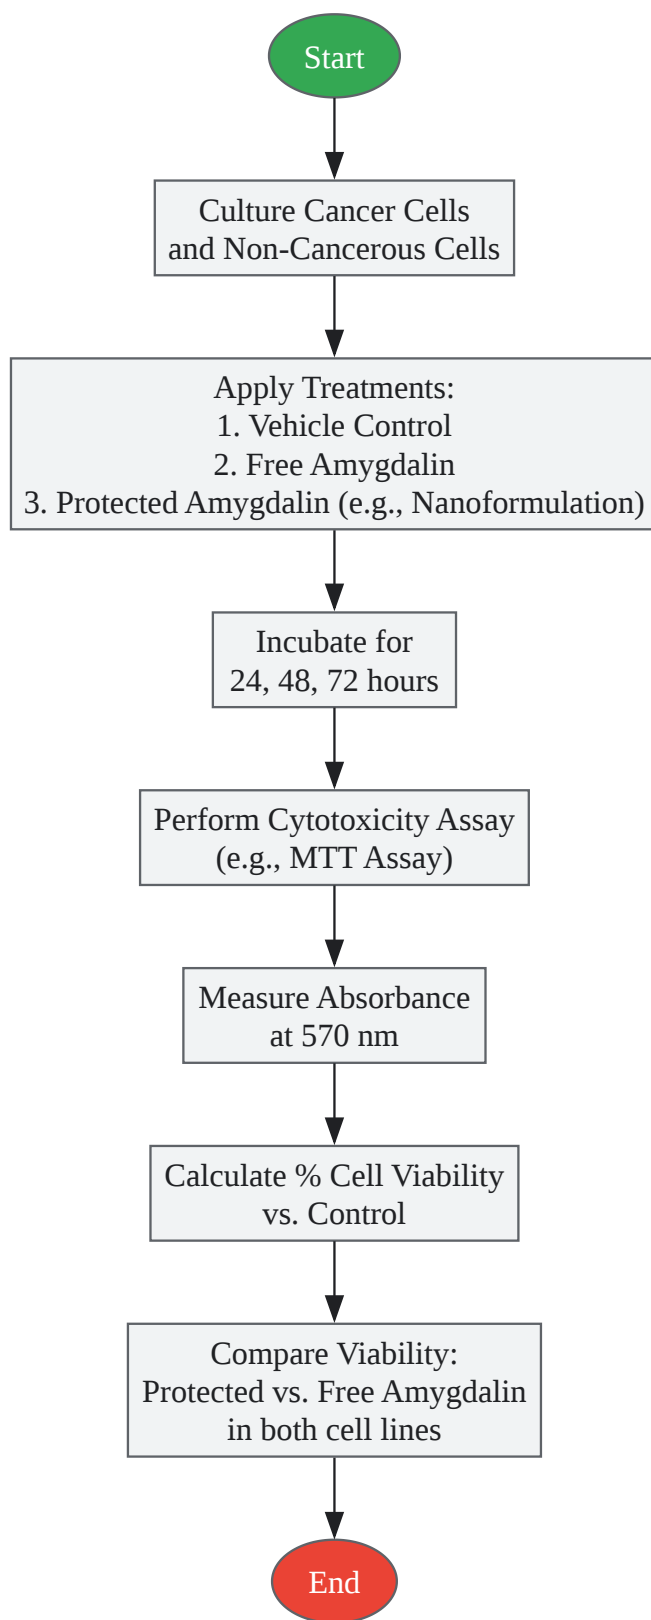 Start
Culture Cancer Cells
and Non-Cancerous Cells
Apply Treatments:
1. Vehicle Control
2. Free Amygdalin
3. Protected Amygdalin (e.g., Nanoformulation)
Incubate for
24, 48, 72 hours
Perform Cytotoxicity Assay
(e.g., MTT Assay)
Measure Absorbance
at 570 nm
Calculate % Cell Viability
vs. Control
Compare Viability:
Protected vs. Free Amygdalin
in both cell lines
End